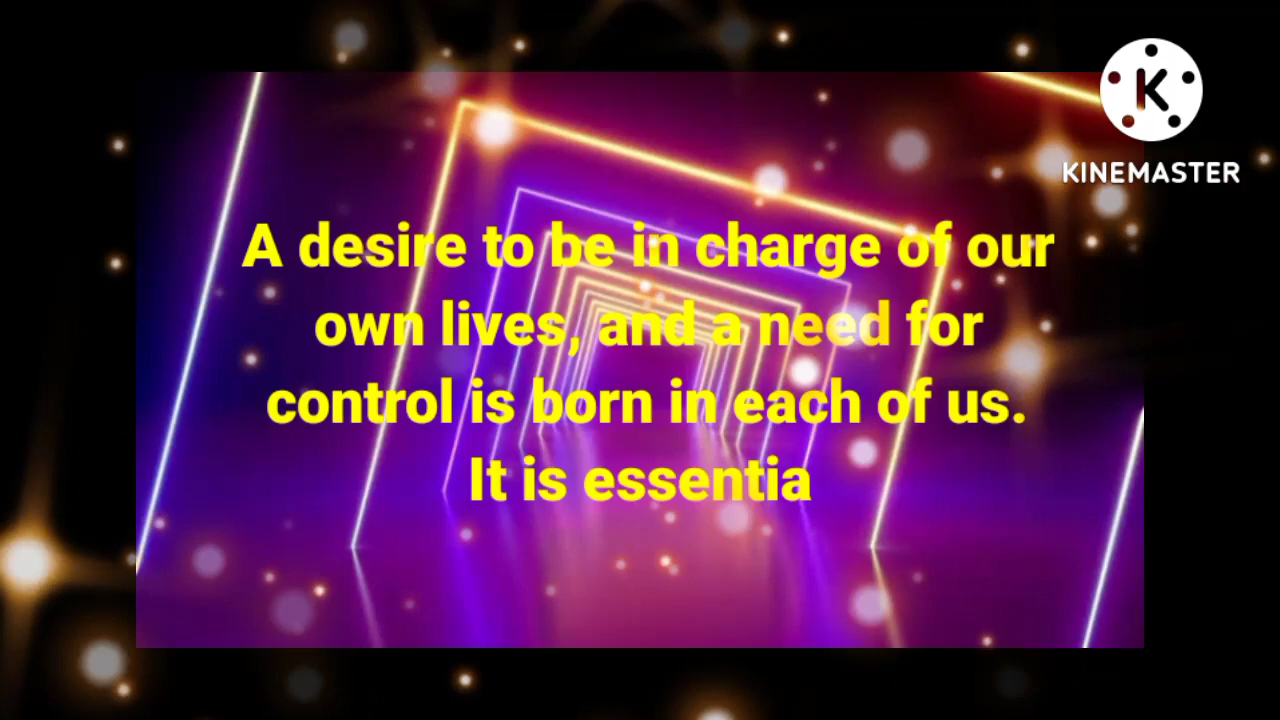 KINEMASTER
A desire to be in charge of our
own lives, and a need for
control is born in each of us.
It is essentia